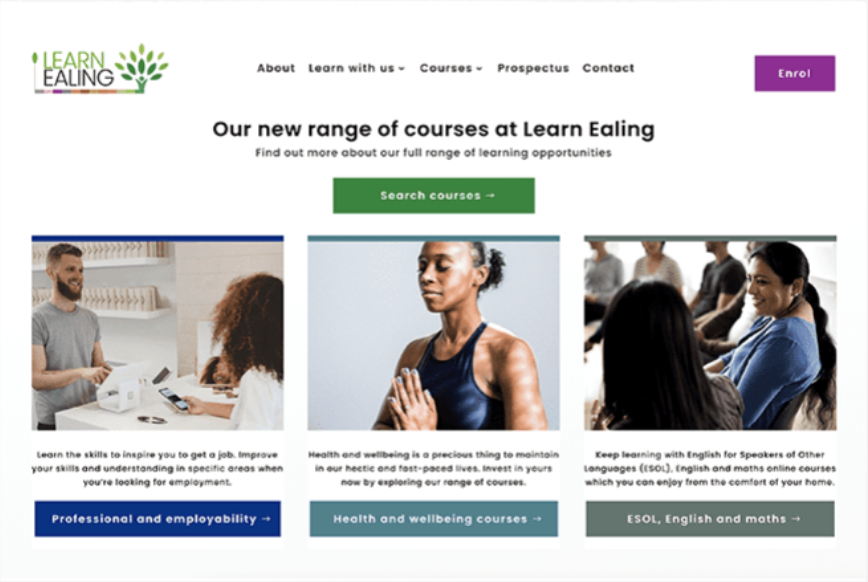 LEARN
EALING
About Learn with us Courses Prospectus Contact
Enrol
Our new range of courses at Learn Ealing
Find out more about our full range of learning opportunities
Search courses →
Learn the skills to inspire you to get a job. Improve
your skills and understanding in specific areas when
you're looking for employment.
Professional and employability →
Health and wellbeing is a precious thing to maintain
in our hectic and fast-paced lives. Invest in yours
now by exploring our range of courses.
Health and wellbeing courses →
Keep learning with English for Speakers of Other
Languages (ESOL), English and maths online courses
which you can enjoy from the comfort of your home.
ESOL, English and maths →